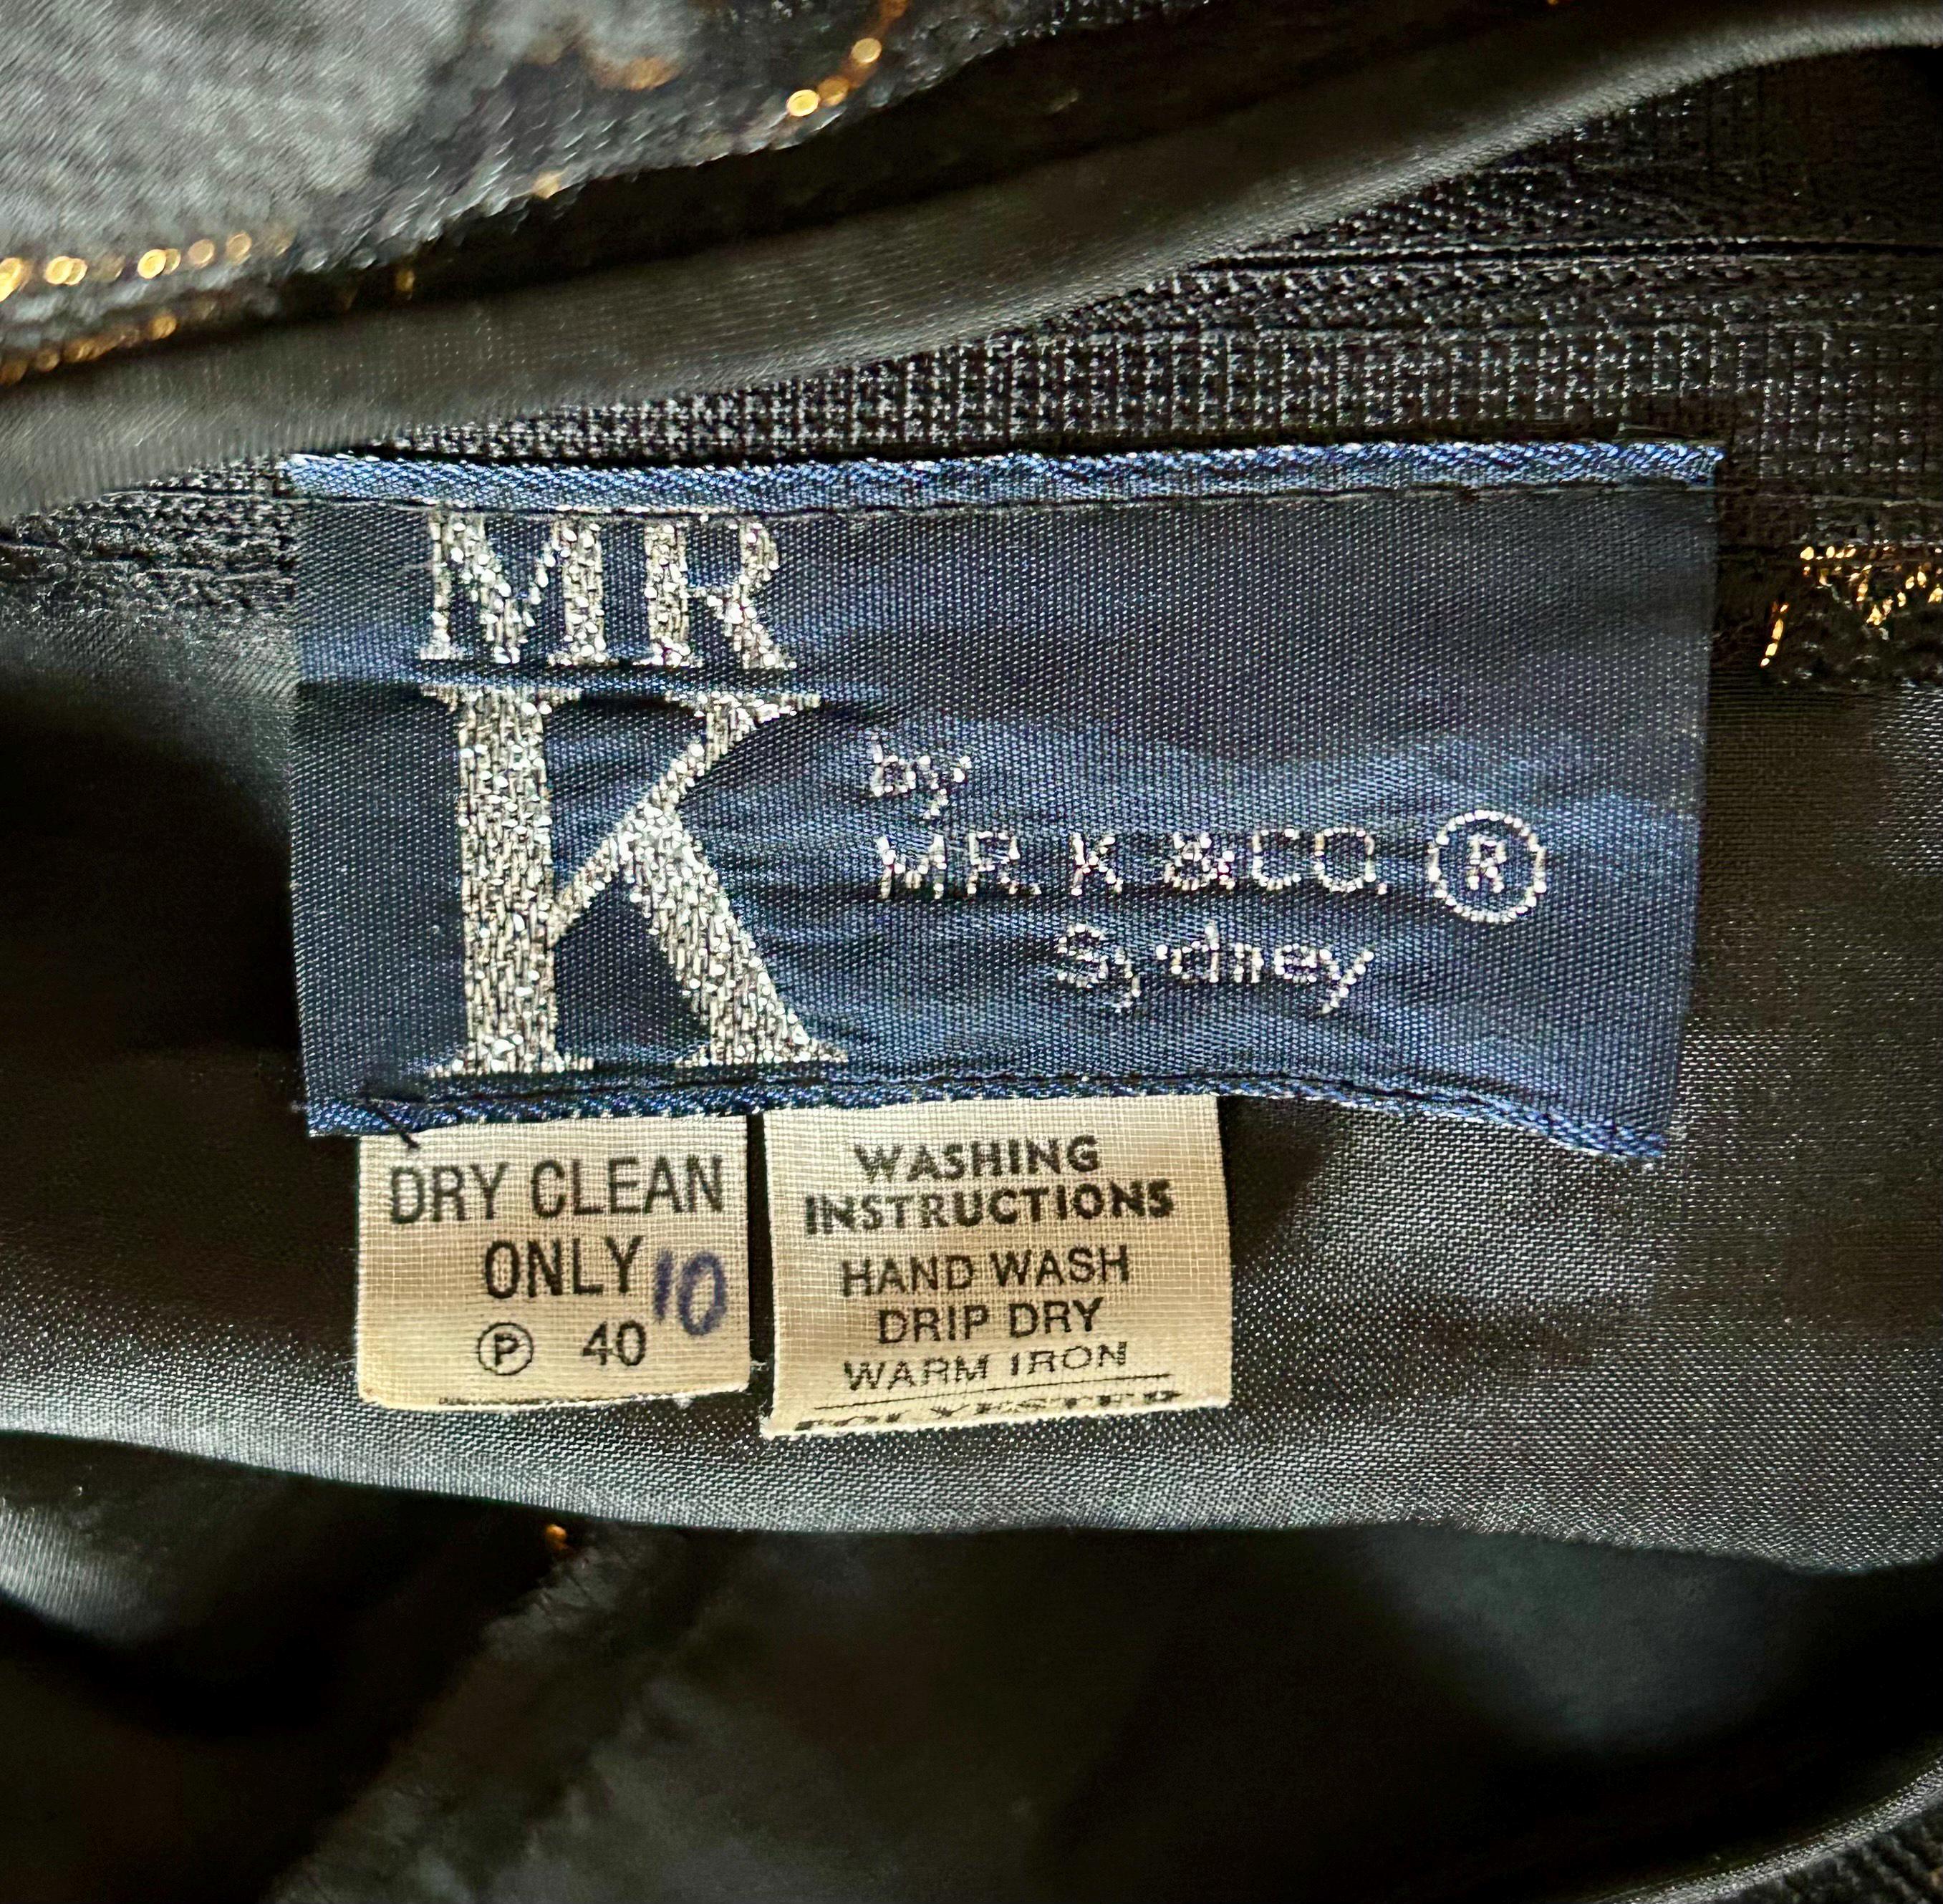 MR
K
by
MR. K & CO. ®
Sydney
DRY CLEAN
ONLY 10
Ⓟ 40
WASHING
INSTRUCTIONS
HAND WASH
DRIP DRY
WARM IRON